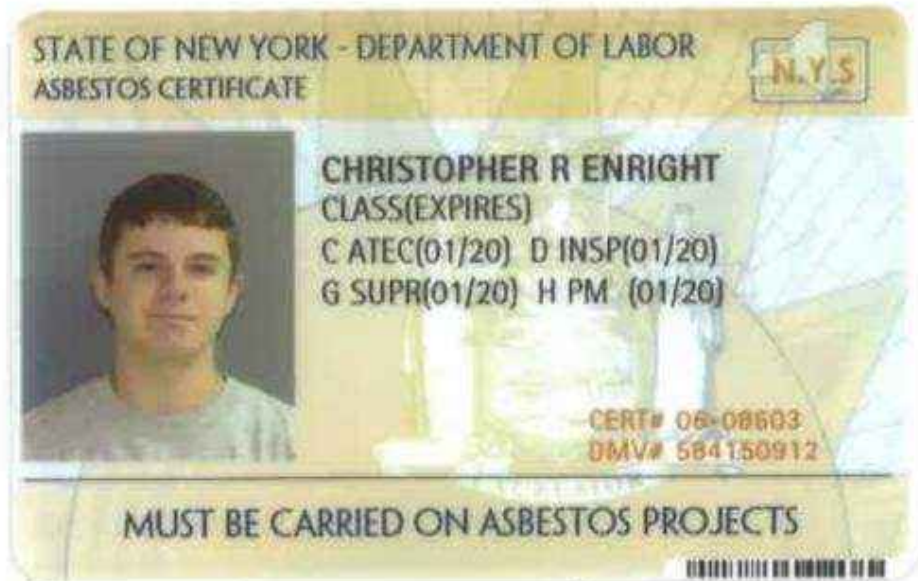 STATE OF NEW YORK - DEPARTMENT OF LABOR
ASBESTOS CERTIFICATE
N.Y.S
CHRISTOPHER R ENRIGHT
CLASS(EXPIRES)
C ATEC(01/20) D INSP(01/20)
G SUPR(01/20) H PM (01/20)
CERT# 06-08603
DMV# 584150912
MUST BE CARRIED ON ASBESTOS PROJECTS